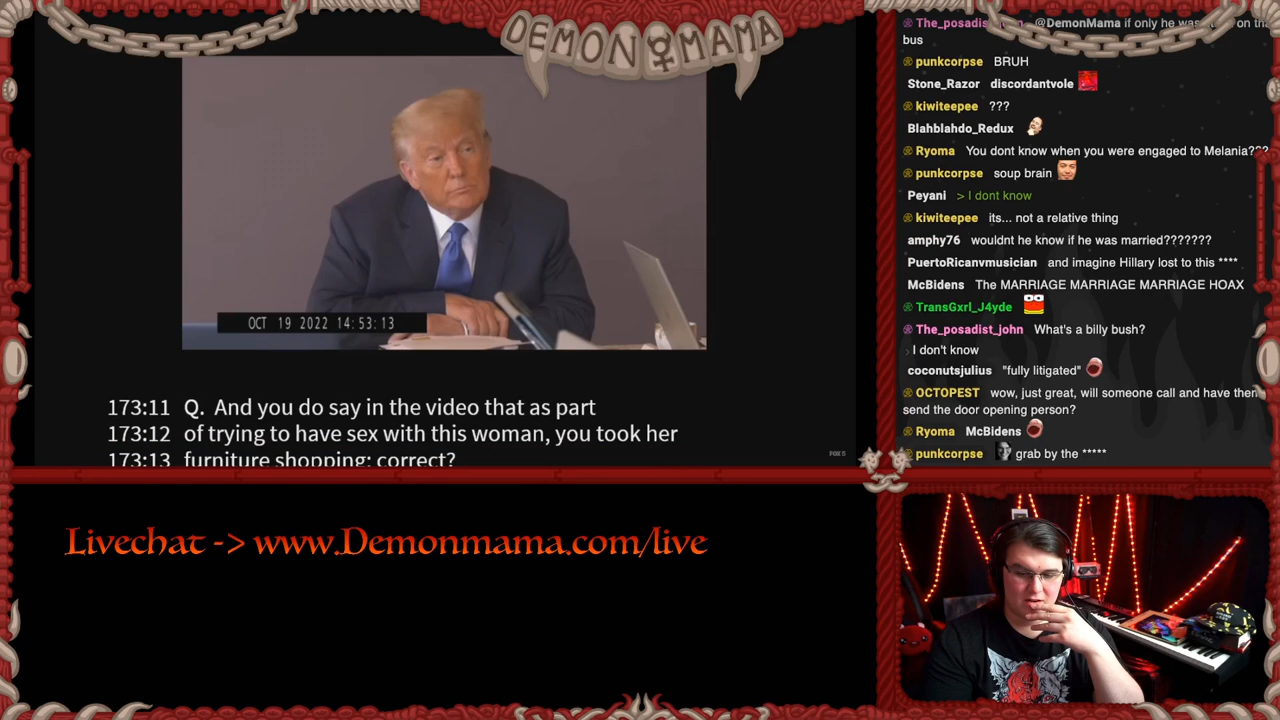 DEMON MAMA
OCT 19 2022 14:53:13
173:11 Q. And you do say in the video that as part
173:12 of trying to have sex with this woman, you took her
173:13 furniture shopping; correct?
FOX 5
Livechat -> www.Demonmama.com/live
The_posadis @DemonMama if only he was on th
bus
punkcorpse BRUH
Stone_Razor discordantvole
kiwiteepee ???
Blahblahdo_Redux
Ryoma You dont know when you were engaged to Melania???
punkcorpse soup brain
Peyani > I dont know
kiwiteepee its... not a relative thing
amphy76 wouldnt he know if he was married???????
PuertoRicanvmusician and imagine Hillary lost to this ****
McBidens The MARRIAGE MARRIAGE MARRIAGE HOAX
TransGxrl_J4yde
The_posadist_john What's a billy bush?
I don't know
coconutsjulius "fully litigated"
OCTOPEST wow, just great, will someone call and have them
send the door opening person?
Ryoma McBidens
punkcorpse grab by the *****